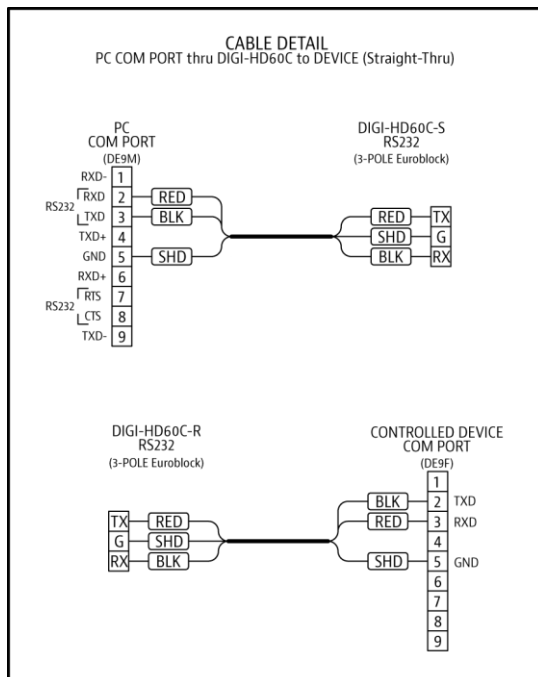 CABLE DETAIL
PC COM PORT thru DIGI-HD60C to DEVICE (Straight-Thru)
PC
COM PORT
(DE9M)
DIGI-HD60C-S
RS232
(3-POLE Euroblock)
RXD- 1
RS232
RXD 2 RED
TXD 3 BLK
TXD+ 4
GND 5 SHD
RXD+ 6
RS232
RTS 7
CTS 8
TXD- 9
RED TX
SHD G
BLK RX
DIGI-HD60C-R
RS232
(3-POLE Euroblock)
CONTROLLED DEVICE
COM PORT
(DE9F)
TX RED
G SHD
RX BLK
1
BLK 2 TXD
RED 3 RXD
4
SHD 5 GND
6
7
8
9